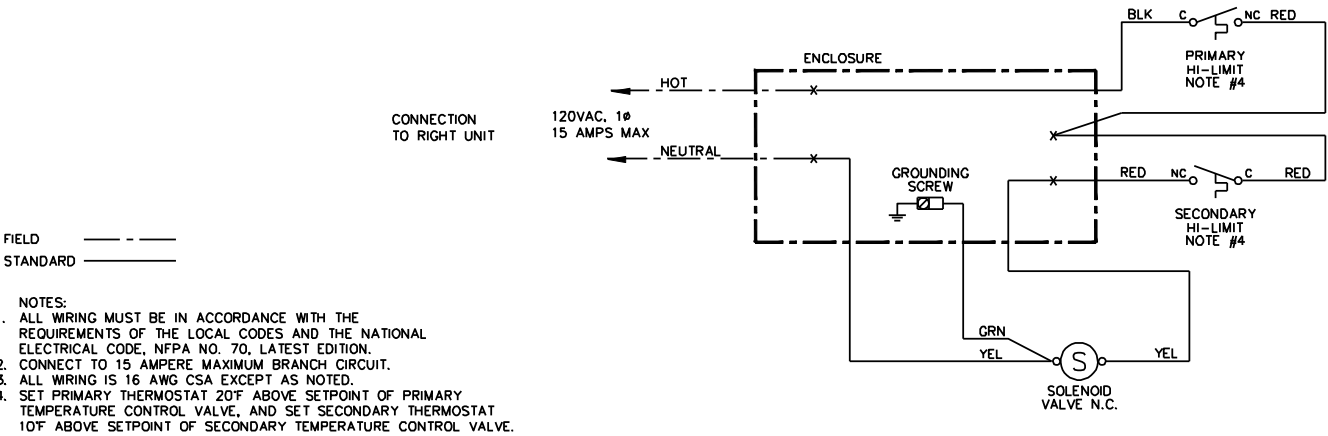 BLK C NC RED
PRIMARY
HI-LIMIT
NOTE #4
ENCLOSURE
HOT
CONNECTION
TO RIGHT UNIT
120VAC, 1ø
15 AMPS MAX
NEUTRAL
GROUNDING
SCREW
RED NC C RED
SECONDARY
HI-LIMIT
NOTE #4
FIELD
STANDARD
GRN
YEL
S
YEL
SOLENOID
VALVE N.C.
NOTES:
. ALL WIRING MUST BE IN ACCORDANCE WITH THE
REQUIREMENTS OF THE LOCAL CODES AND THE NATIONAL
ELECTRICAL CODE, NFPA NO. 70, LATEST EDITION.
2. CONNECT TO 15 AMPERE MAXIMUM BRANCH CIRCUIT.
3. ALL WIRING IS 16 AWG CSA EXCEPT AS NOTED.
4. SET PRIMARY THERMOSTAT 20°F ABOVE SETPOINT OF PRIMARY
TEMPERATURE CONTROL VALVE, AND SET SECONDARY THERMOSTAT
10°F ABOVE SETPOINT OF SECONDARY TEMPERATURE CONTROL VALVE.